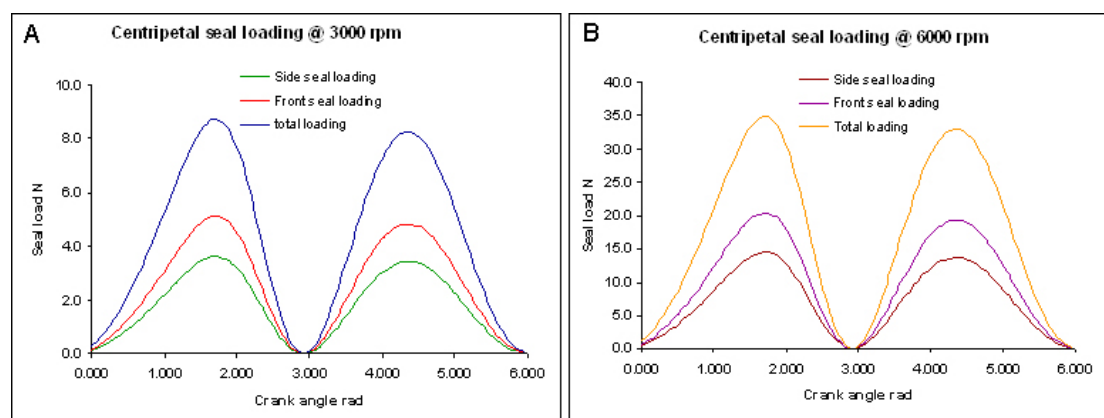 A
Centripetal seal loading @ 3000 rpm
Side seal loading
Front seal loading
total loading
10.0
8.0
6.0
4.0
2.0
0.0
Seal load N
0.000 1.000 2.000 3.000 4.000 5.000 6.000
Crank angle rad
B
Centripetal seal loading @ 6000 rpm
Side seal loading
Front seal loading
Total loading
40.0
35.0
30.0
25.0
20.0
15.0
10.0
5.0
0.0
Seal load N
0.000 1.000 2.000 3.000 4.000 5.000 6.000
Crank angle rad